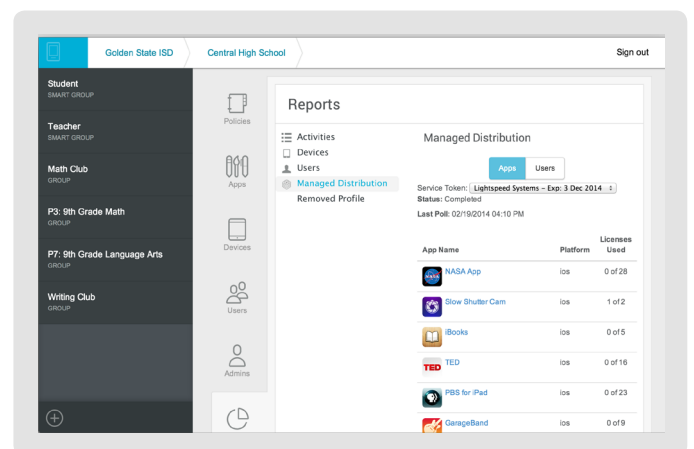 Golden State ISD
Central High School
Sign out
Student
SMART GROUP
Teacher
SMART GROUP
Math Club
GROUP
P3: 9th Grade Math
GROUP
P7: 9th Grade Language Arts
GROUP
Writing Club
GROUP
Policies
Apps
Devices
Users
Admins
Reports
Activities
Devices
Users
Managed Distribution
Removed Profile
Managed Distribution
Apps Users
Service Token: Lightspeed Systems – Exp: 3 Dec 2014
Status: Completed
Last Poll: 02/19/2014 04:10 PM
App Name Platform Licenses Used
NASA
NASA App ios 0 of 28
Slow Shutter Cam ios 1 of 2
iBooks ios 0 of 5
TED
TED ios 0 of 16
PBS for iPad ios 0 of 23
GarageBand ios 0 of 9